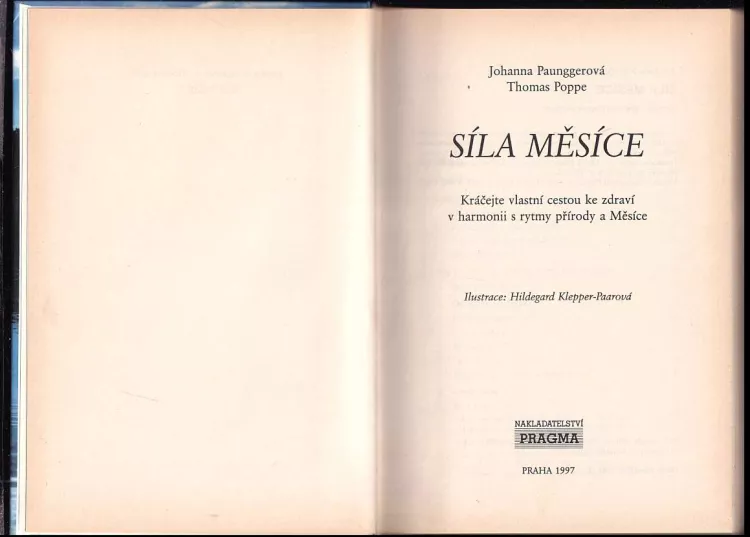 Johanna Paunggerová
Thomas Poppe
SÍLA MĚSÍCE
Kráčejte vlastní cestou ke zdraví
v harmonii s rytmy přírody a Měsíce
Ilustrace: Hildegard Klepper-Paarová
NAKLADATELSTVÍ
PRAGMA
PRAHA 1997